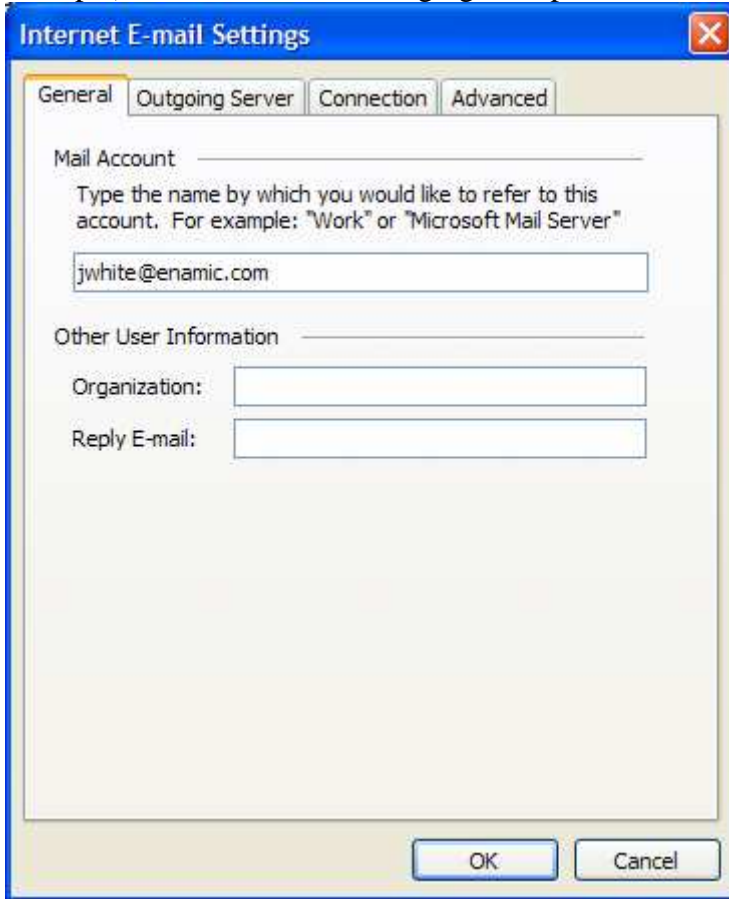 Internet E-mail Settings
General Outgoing Server Connection Advanced
Mail Account
Type the name by which you would like to refer to this
account. For example: "Work" or "Microsoft Mail Server"
jwhite@enamic.com
Other User Information
Organization:
Reply E-mail:
OK Cancel